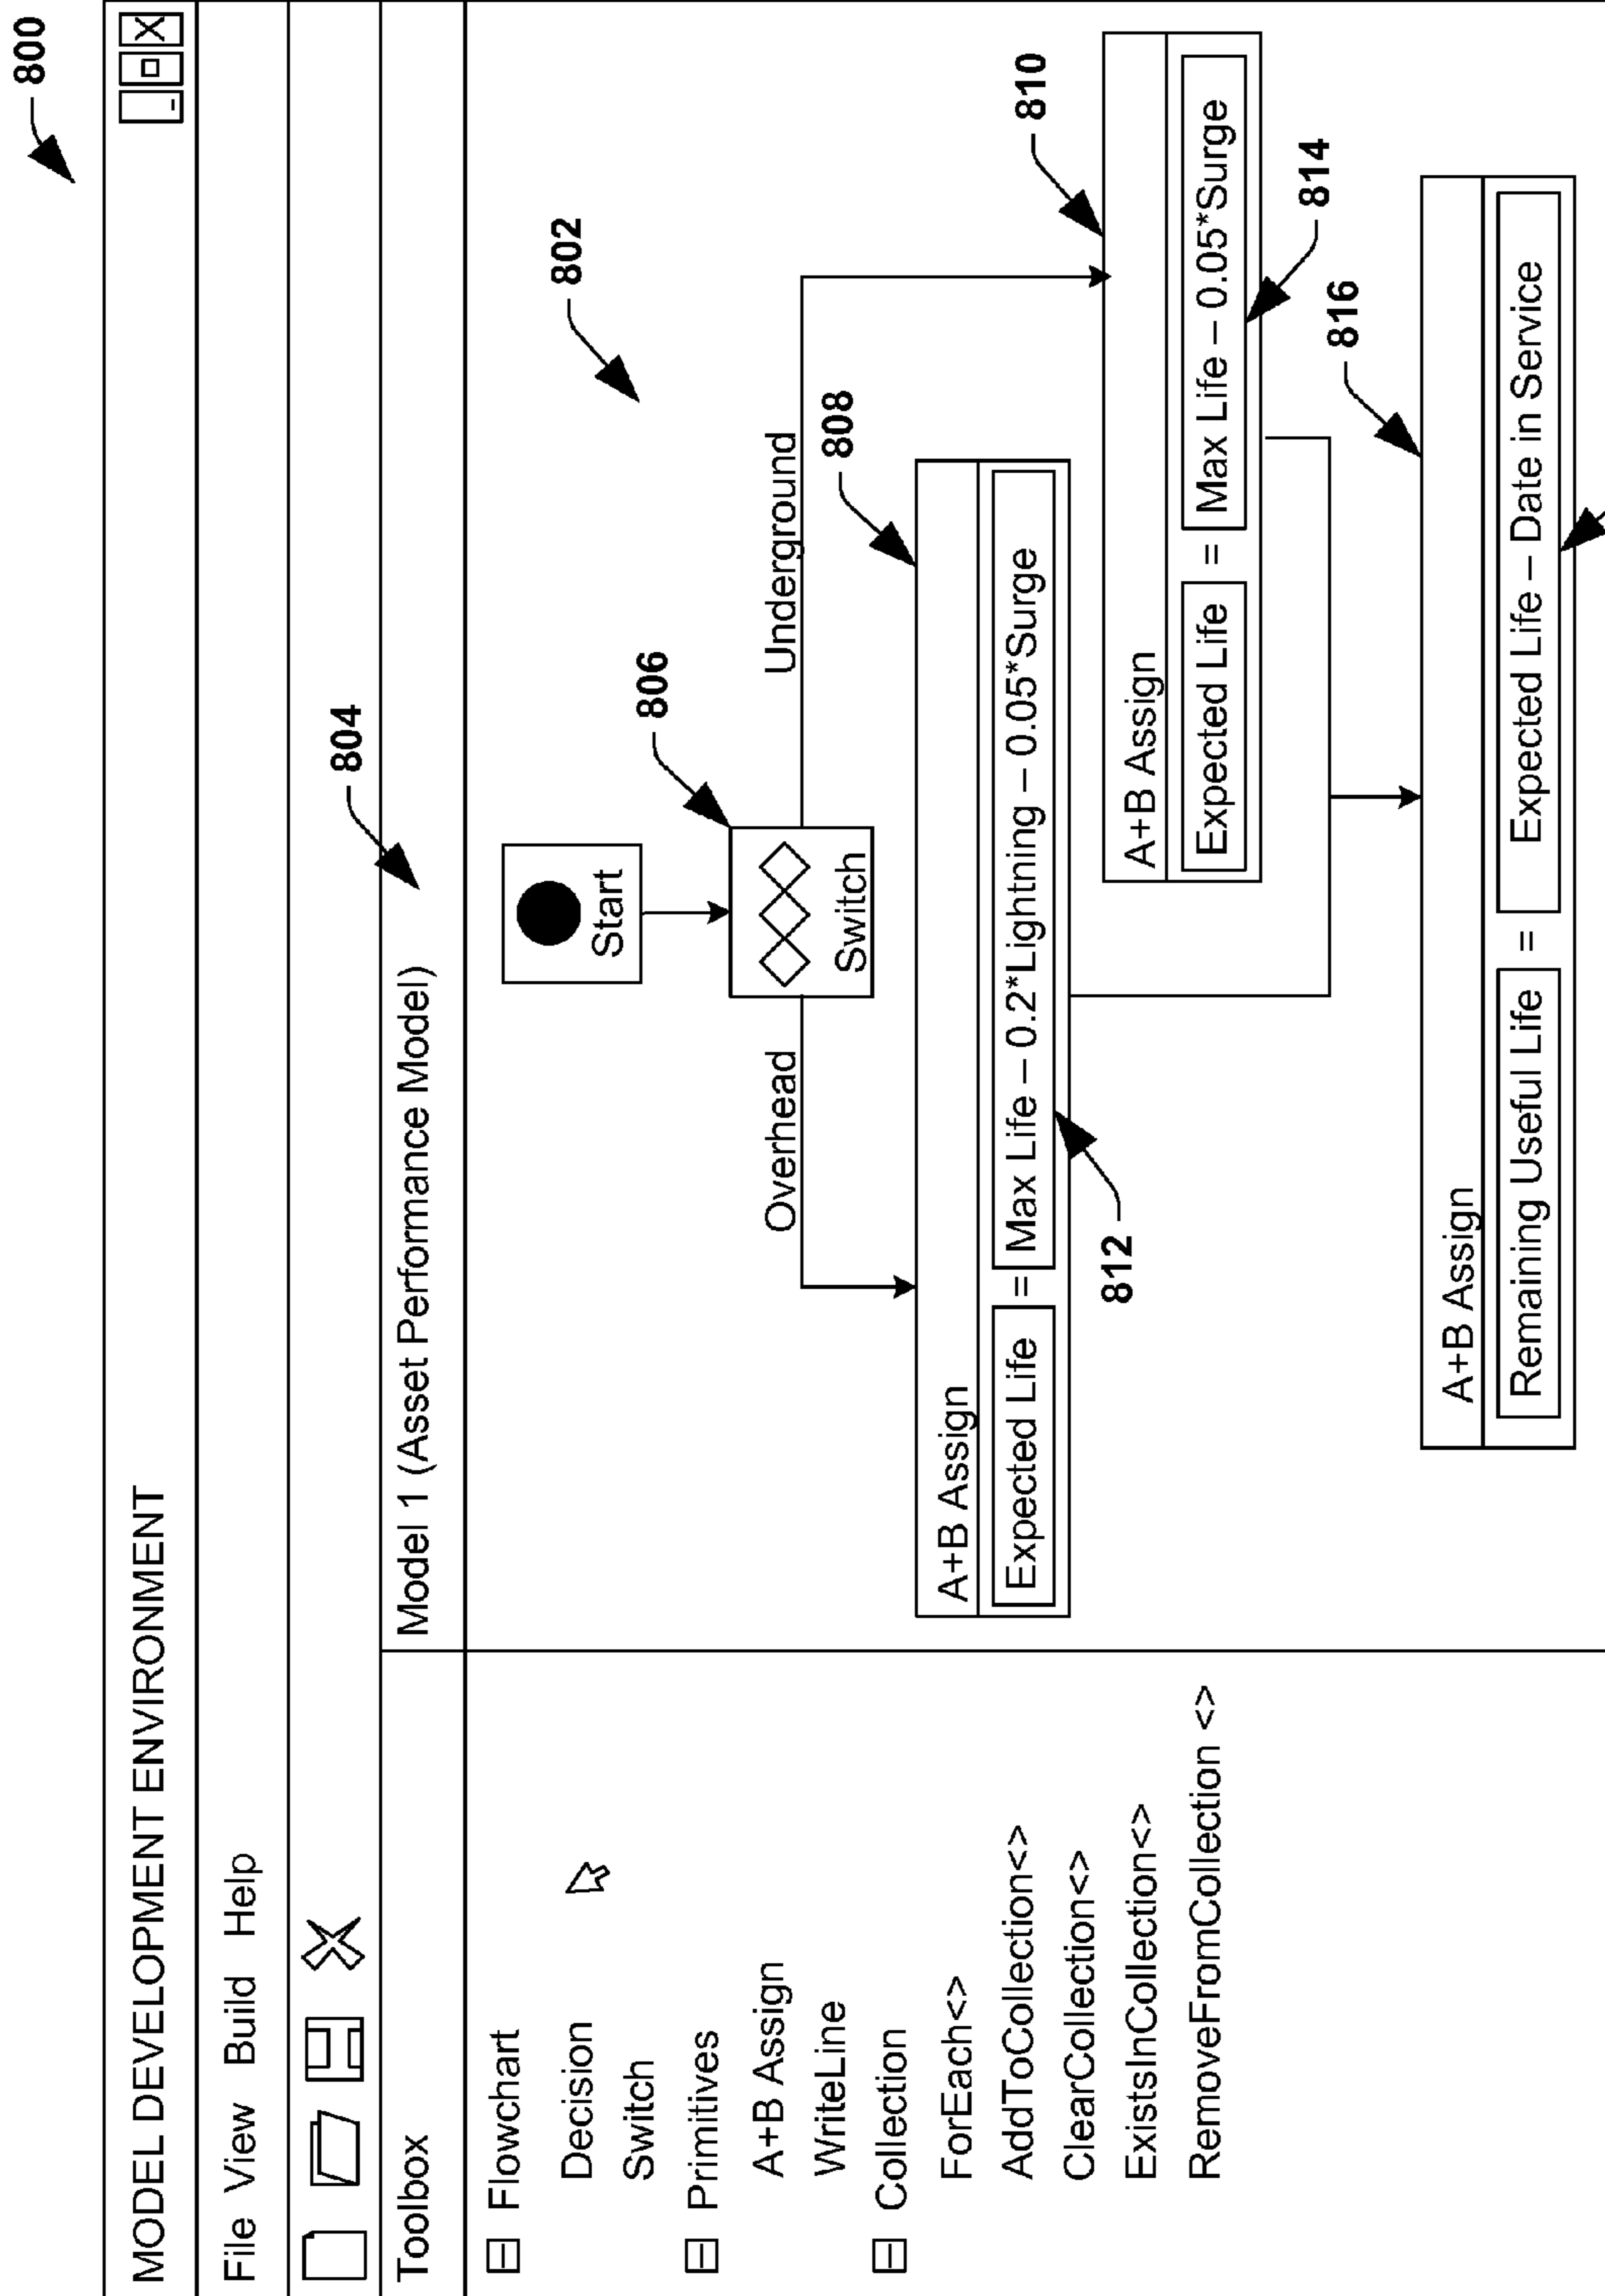 800
MODEL DEVELOPMENT ENVIRONMENT
- X
File View Build Help
804
Toolbox
Model 1 (Asset Performance Model)
Flowchart
Decision
Switch
Primitives
A+B Assign
WriteLine
Collection
ForEach<>
AddToCollection<>
ClearCollection<>
ExistsInCollection<>
RemoveFromCollection <>
Start
802
806
Switch
Overhead
Underground
808
A+B Assign
Expected Life = Max Life – 0.2*Lightning – 0.05*Surge
812
810
A+B Assign
Expected Life = Max Life – 0.05*Surge
814
816
A+B Assign
Remaining Useful Life = Expected Life – Date in Service